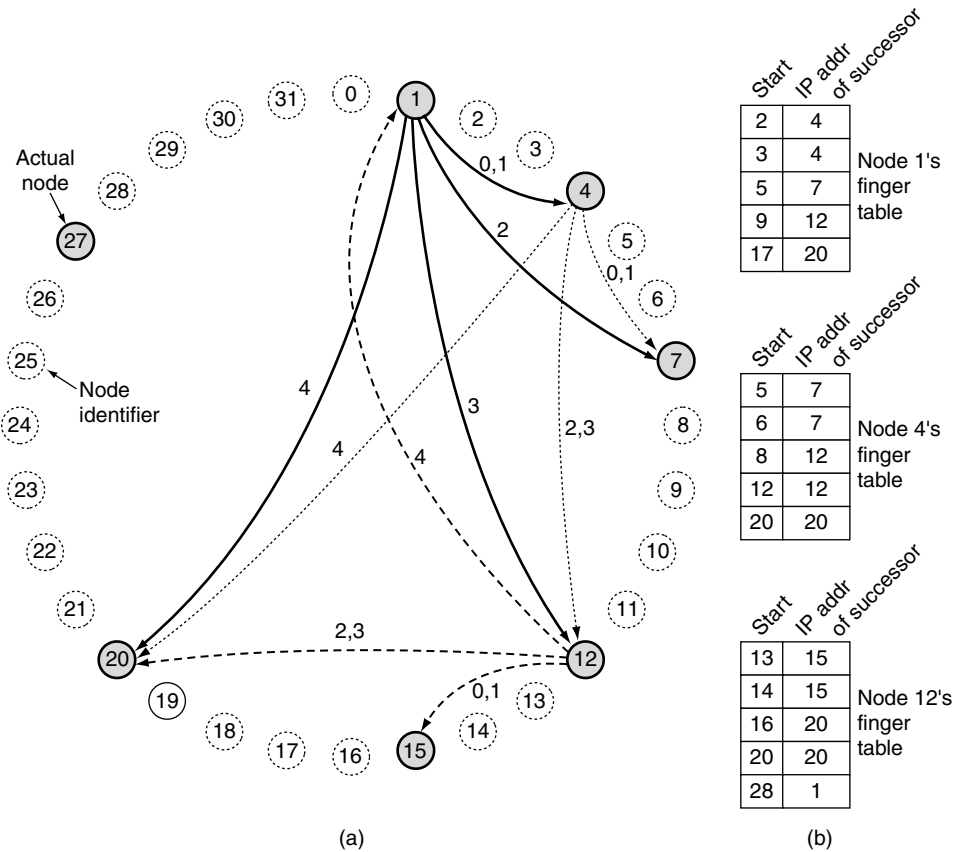 0
1
2
3
4
5
6
7
8
9
10
11
12
13
14
15
16
17
18
19
20
21
22
23
24
25
26
27
28
29
30
31
Actual
node
Node
identifier
0,1
2
0,1
4
3
2,3
4
4
2,3
0,1
(a)
Start
IP addr
of successor
2 4
3 4
5 7
9 12
17 20
Node 1's
finger
table
Start
IP addr
of successor
5 7
6 7
8 12
12 12
20 20
Node 4's
finger
table
Start
IP addr
of successor
13 15
14 15
16 20
20 20
28 1
Node 12's
finger
table
(b)